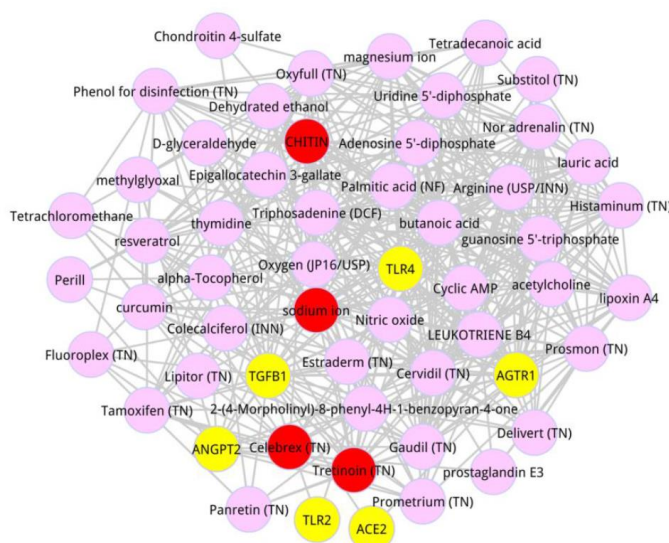 Chondroitin 4-sulfate
Tetradecanoic acid
magnesium ion
Oxyfull (TN)
Substitol (TN)
Phenol for disinfection (TN)
Uridine 5'-diphosphate
Dehydrated ethanol
Nor adrenalin (TN)
D-glyceraldehyde
CHITIN
Adenosine 5'-diphosphate
lauric acid
Epigallocatechin 3-gallate
methylglyoxal
Palmitic acid (NF)
Arginine (USP/INN)
Histaminum (TN)
Tetrachloromethane
thymidine
Triphosadenine (DCF)
butanoic acid
guanosine 5'-triphosphate
resveratrol
Oxygen (JP16/USP)
TLR4
Perill
alpha-Tocopherol
Cyclic AMP
acetylcholine
lipoxin A4
curcumin
sodium ion
Nitric oxide
Colecalciferol (INN)
LEUKOTRIENE B4
Prosmon (TN)
Fluoroplex (TN)
Lipitor (TN)
TGFB1
Estraderm (TN)
Cervidil (TN)
AGTR1
Tamoxifen (TN)
2-(4-Morpholinyl)-8-phenyl-4H-1-benzopyran-4-one
ANGPT2
Celebrex (TN)
Gaudil (TN)
Delivert (TN)
Tretinoin (TN)
prostaglandin E3
Panretin (TN)
Prometrium (TN)
TLR2
ACE2